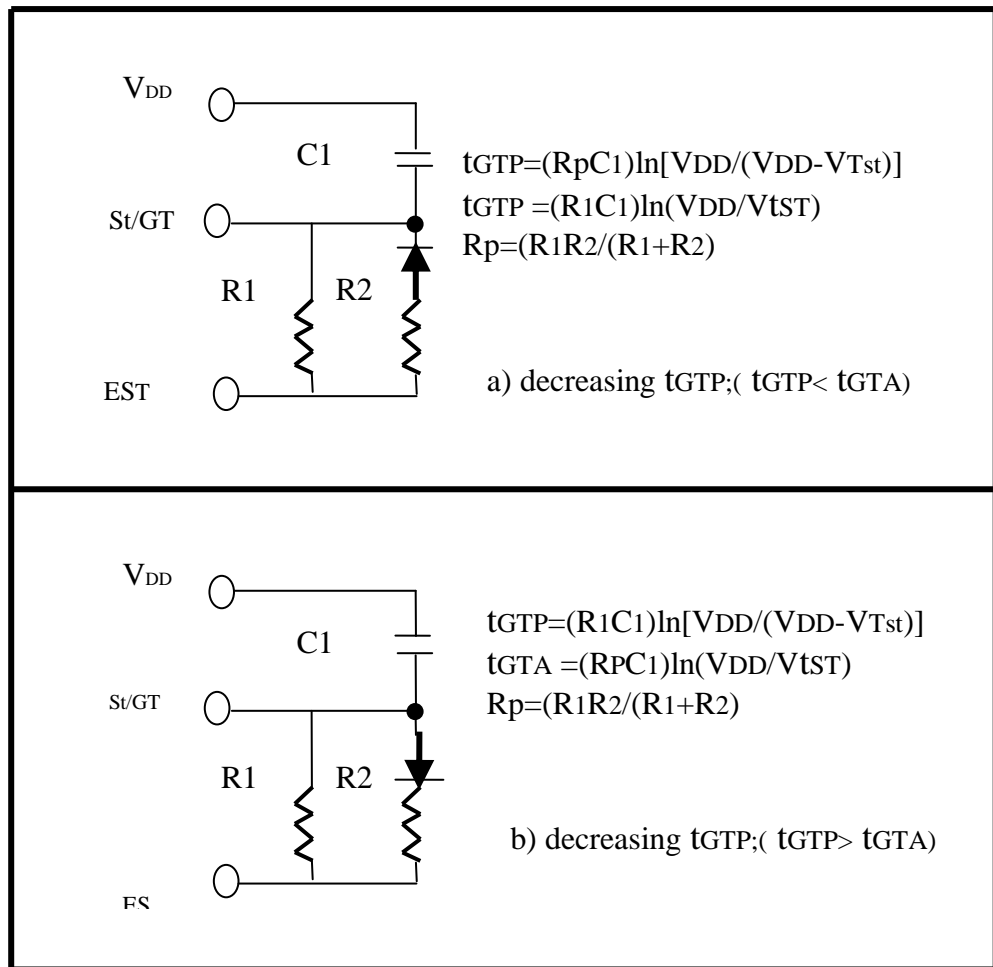 VDD
C1
tGTP=(RpC1)ln[VDD/(VDD-VTst)]
St/GT
tGTP =(R1C1)ln(VDD/VtST)
Rp=(R1R2/(R1+R2)
R1 R2
EST
a) decreasing tGTP;( tGTP< tGTA)
VDD
C1
tGTP=(R1C1)ln[VDD/(VDD-VTst)]
tGTA =(RPC1)ln(VDD/VtST)
St/GT
Rp=(R1R2/(R1+R2)
R1 R2
b) decreasing tGTP;( tGTP> tGTA)
ES